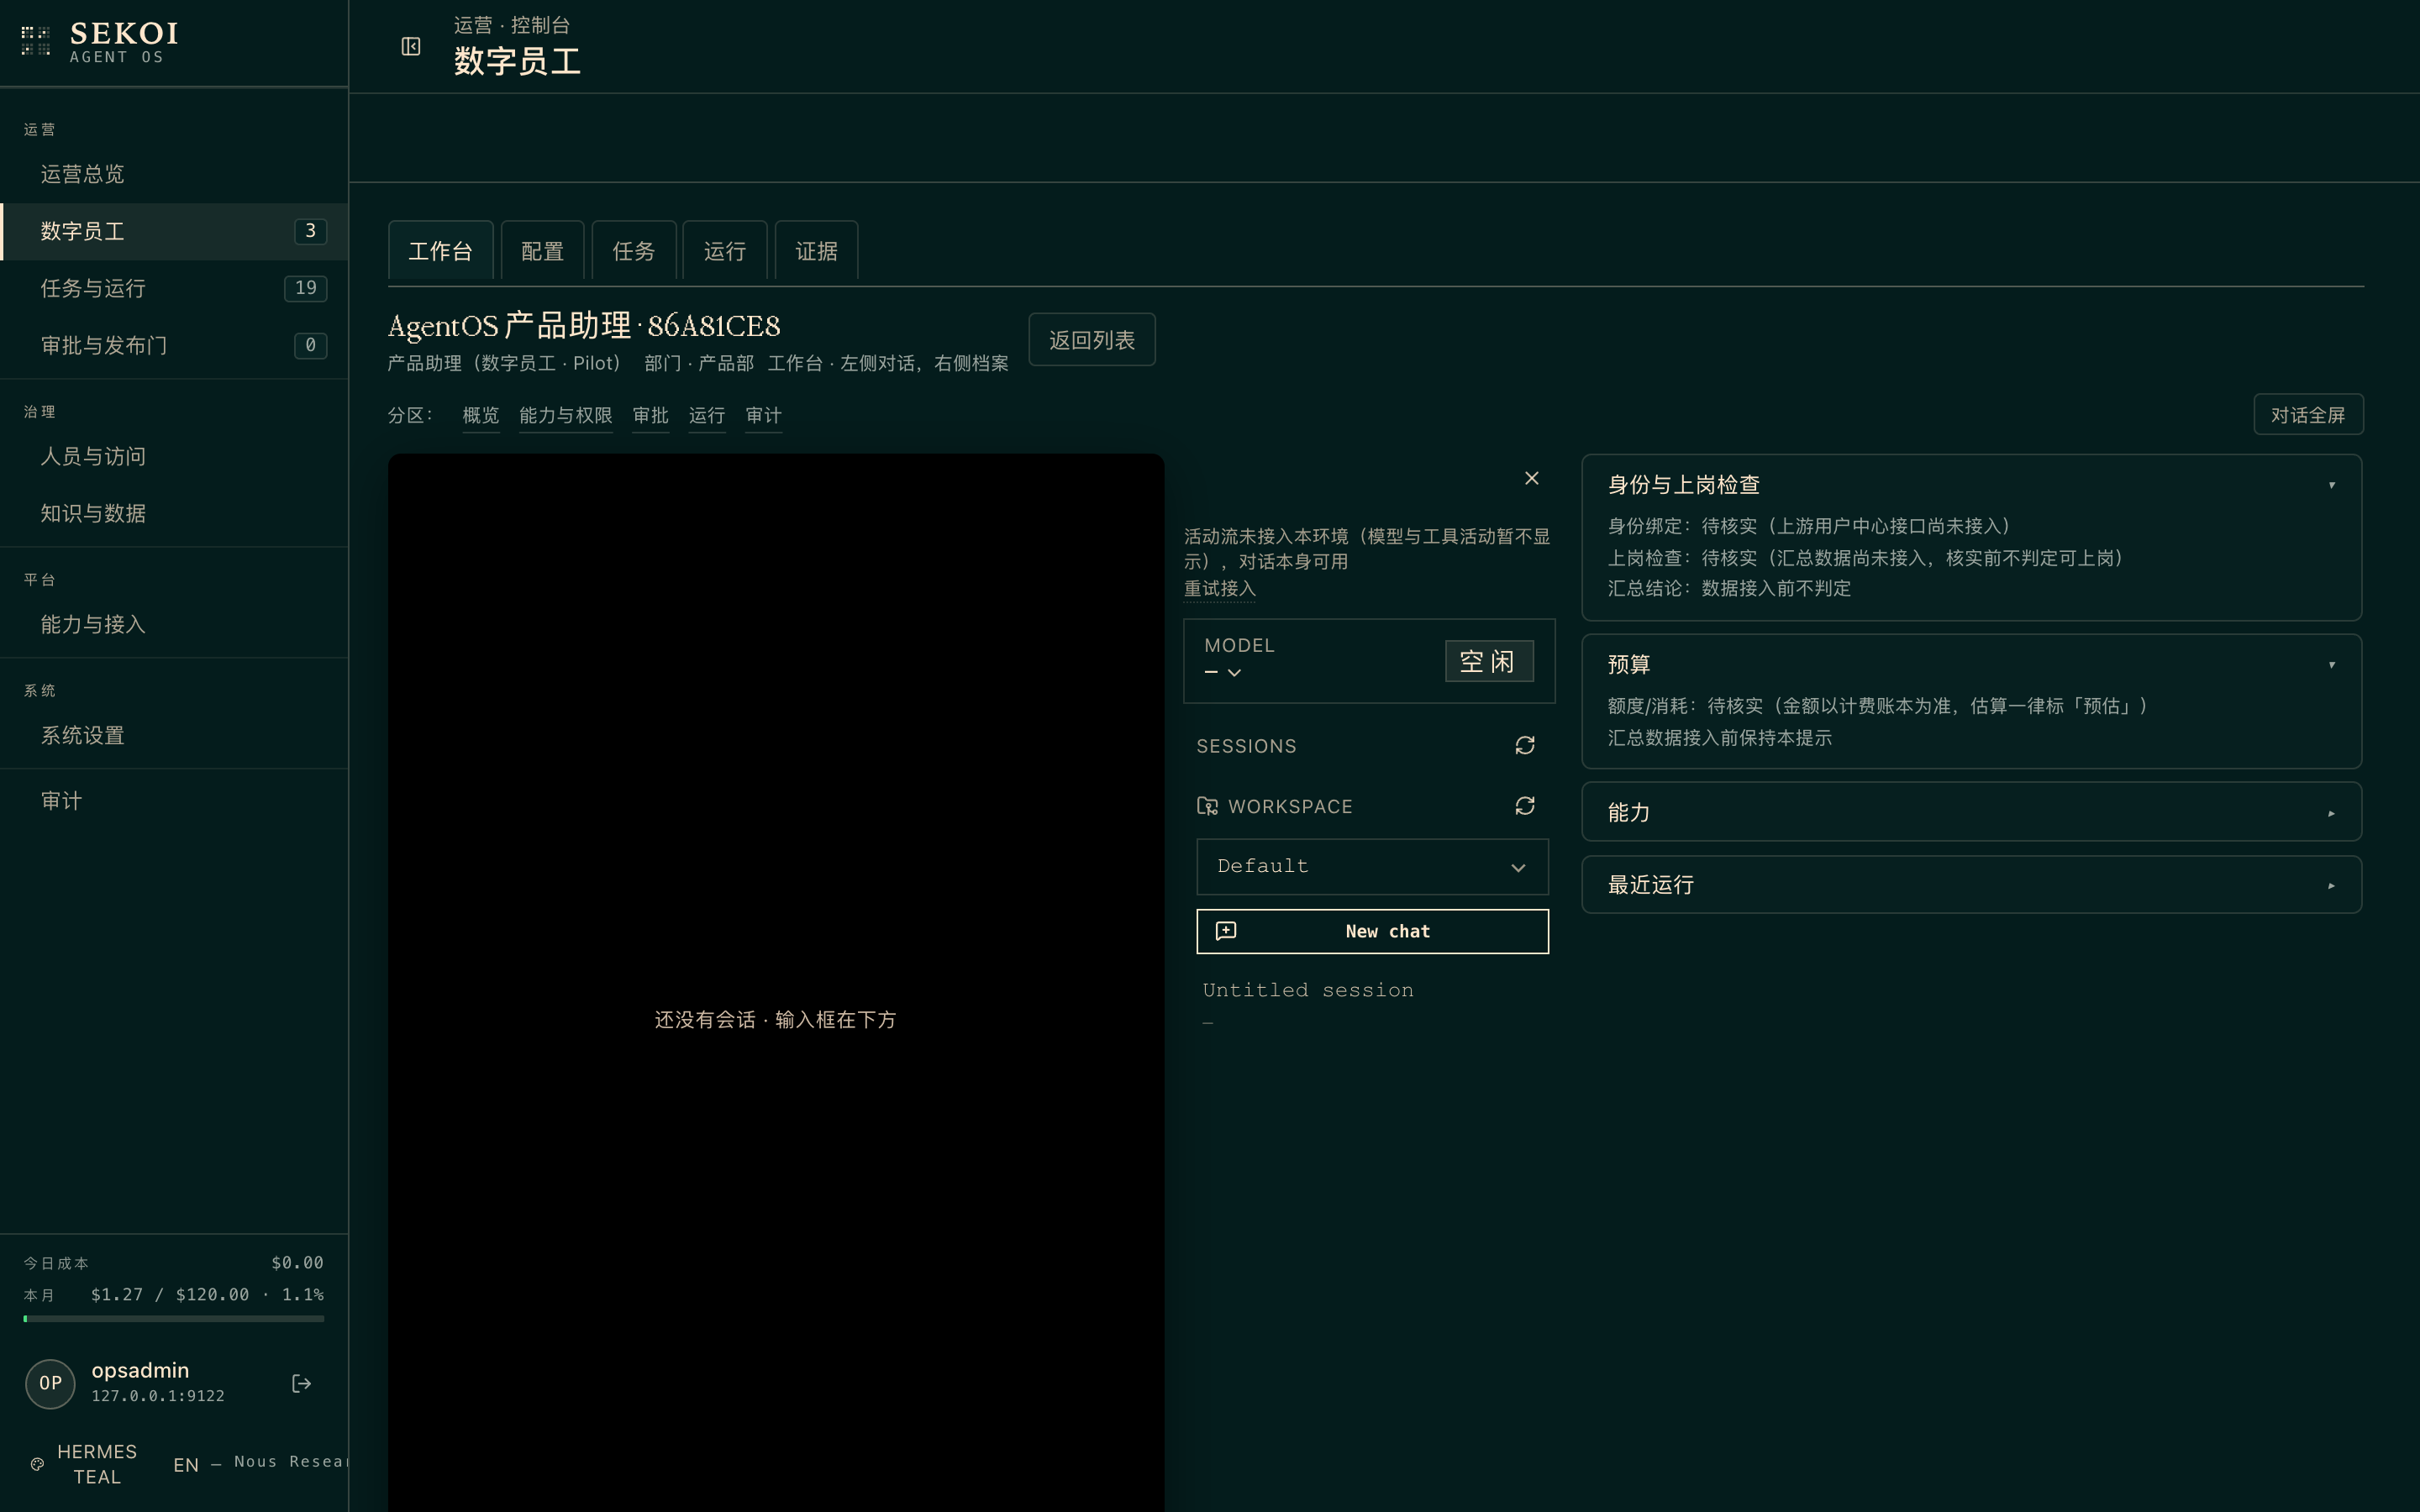 SEKOI
AGENT OS
运营
运营总览
数字员工 3
任务与运行 19
审批与发布门 0
治理
人员与访问
知识与数据
平台
能力与接入
系统
系统设置
审计
今日成本 $0.00
本月 $1.27 / $120.00 · 1.1%
OP
opsadmin
127.0.0.1:9122
HERMES TEAL
EN — Nous Resear
运营 · 控制台
数字员工
工作台 配置 任务 运行 证据
AgentOS 产品助理 · 86A81CE8
产品助理（数字员工 · Pilot） 部门 · 产品部 工作台 · 左侧对话，右侧档案
返回列表
分区： 概览 能力与权限 审批 运行 审计
对话全屏
还没有会话 · 输入框在下方
活动流未接入本环境（模型与工具活动暂不显
示），对话本身可用
重试接入
MODEL
—
空闲
SESSIONS
WORKSPACE
Default
New chat
Untitled session
—
身份与上岗检查
身份绑定：待核实（上游用户中心接口尚未接入）
上岗检查：待核实（汇总数据尚未接入，核实前不判定可上岗）
汇总结论：数据接入前不判定
预算
额度/消耗：待核实（金额以计费账本为准，估算一律标「预估」）
汇总数据接入前保持本提示
能力
最近运行